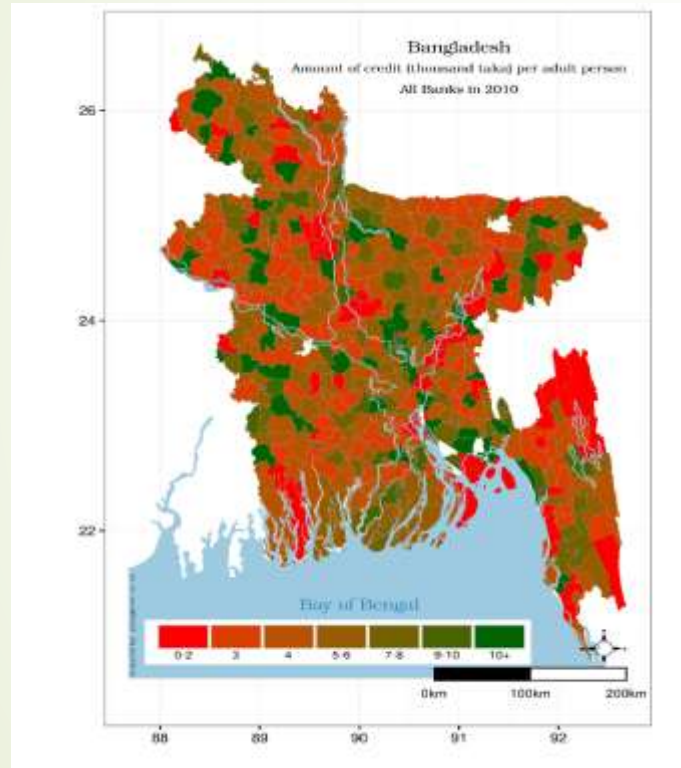 Bangladesh
Amount of credit (thousand taka) per adult person
All Banks in 2010
26
24
22
Bay of Bengal
0-2 3 4 5-6 7-8 9-10 10+
0km 100km 200km
88 89 90 91 92